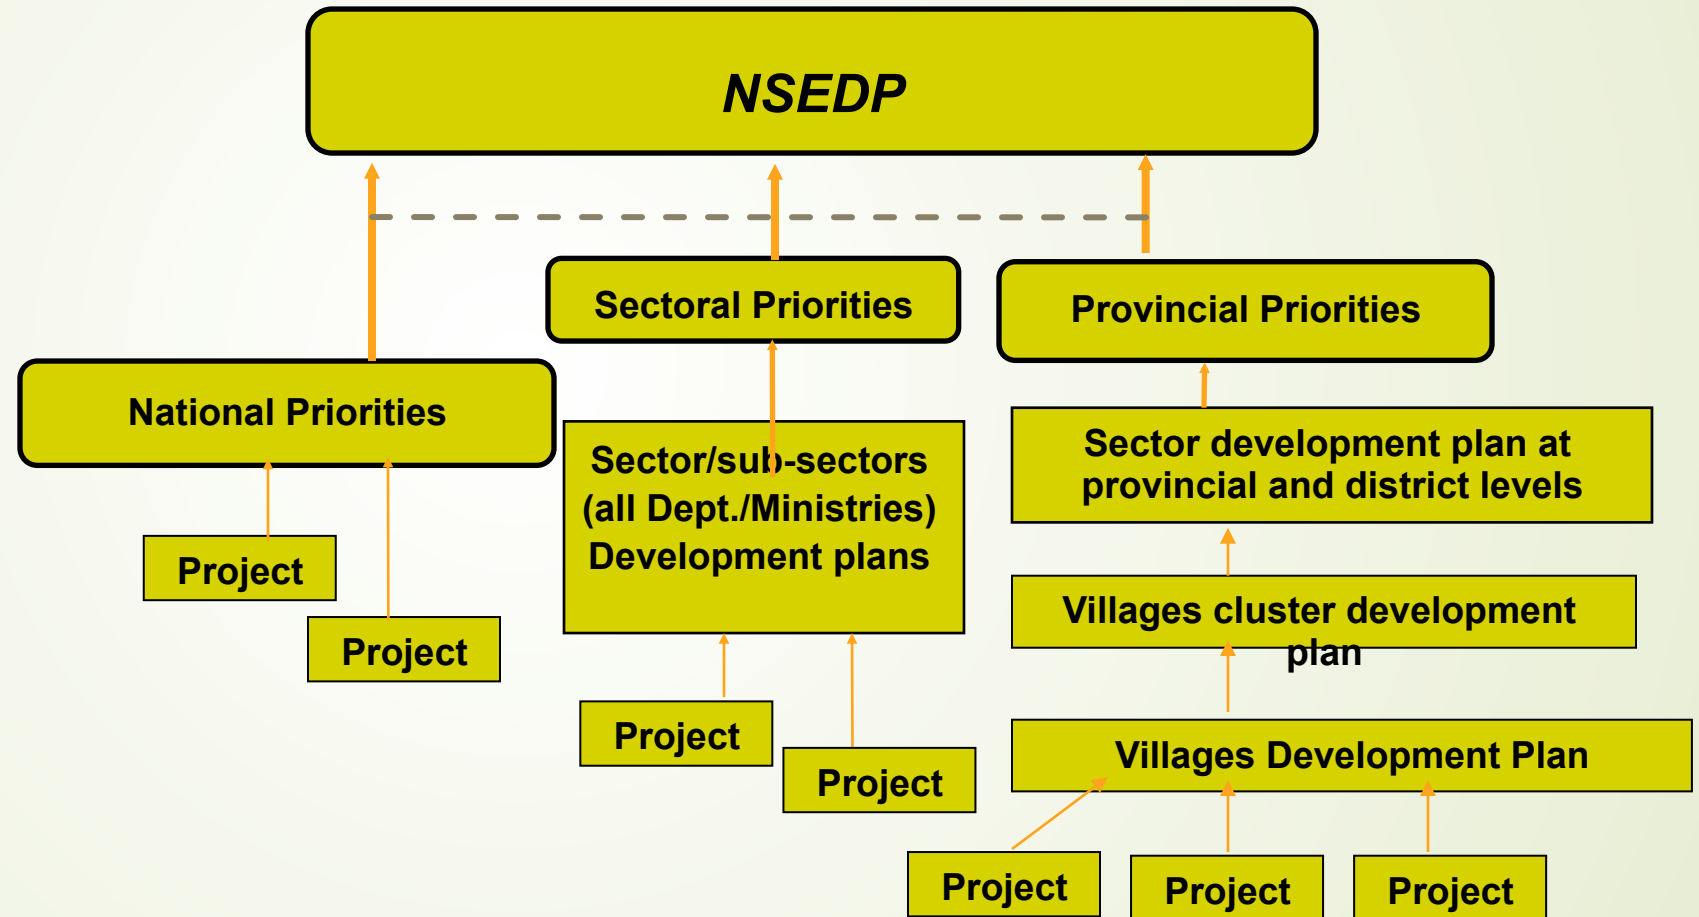 NSEDP
Sectoral Priorities
Provincial Priorities
National Priorities
Sector/sub-sectors
(all Dept./Ministries)
Development plans
Sector development plan at
provincial and district levels
Project
Project
Villages cluster development
plan
Project
Project
Villages Development Plan
Project
Project
Project